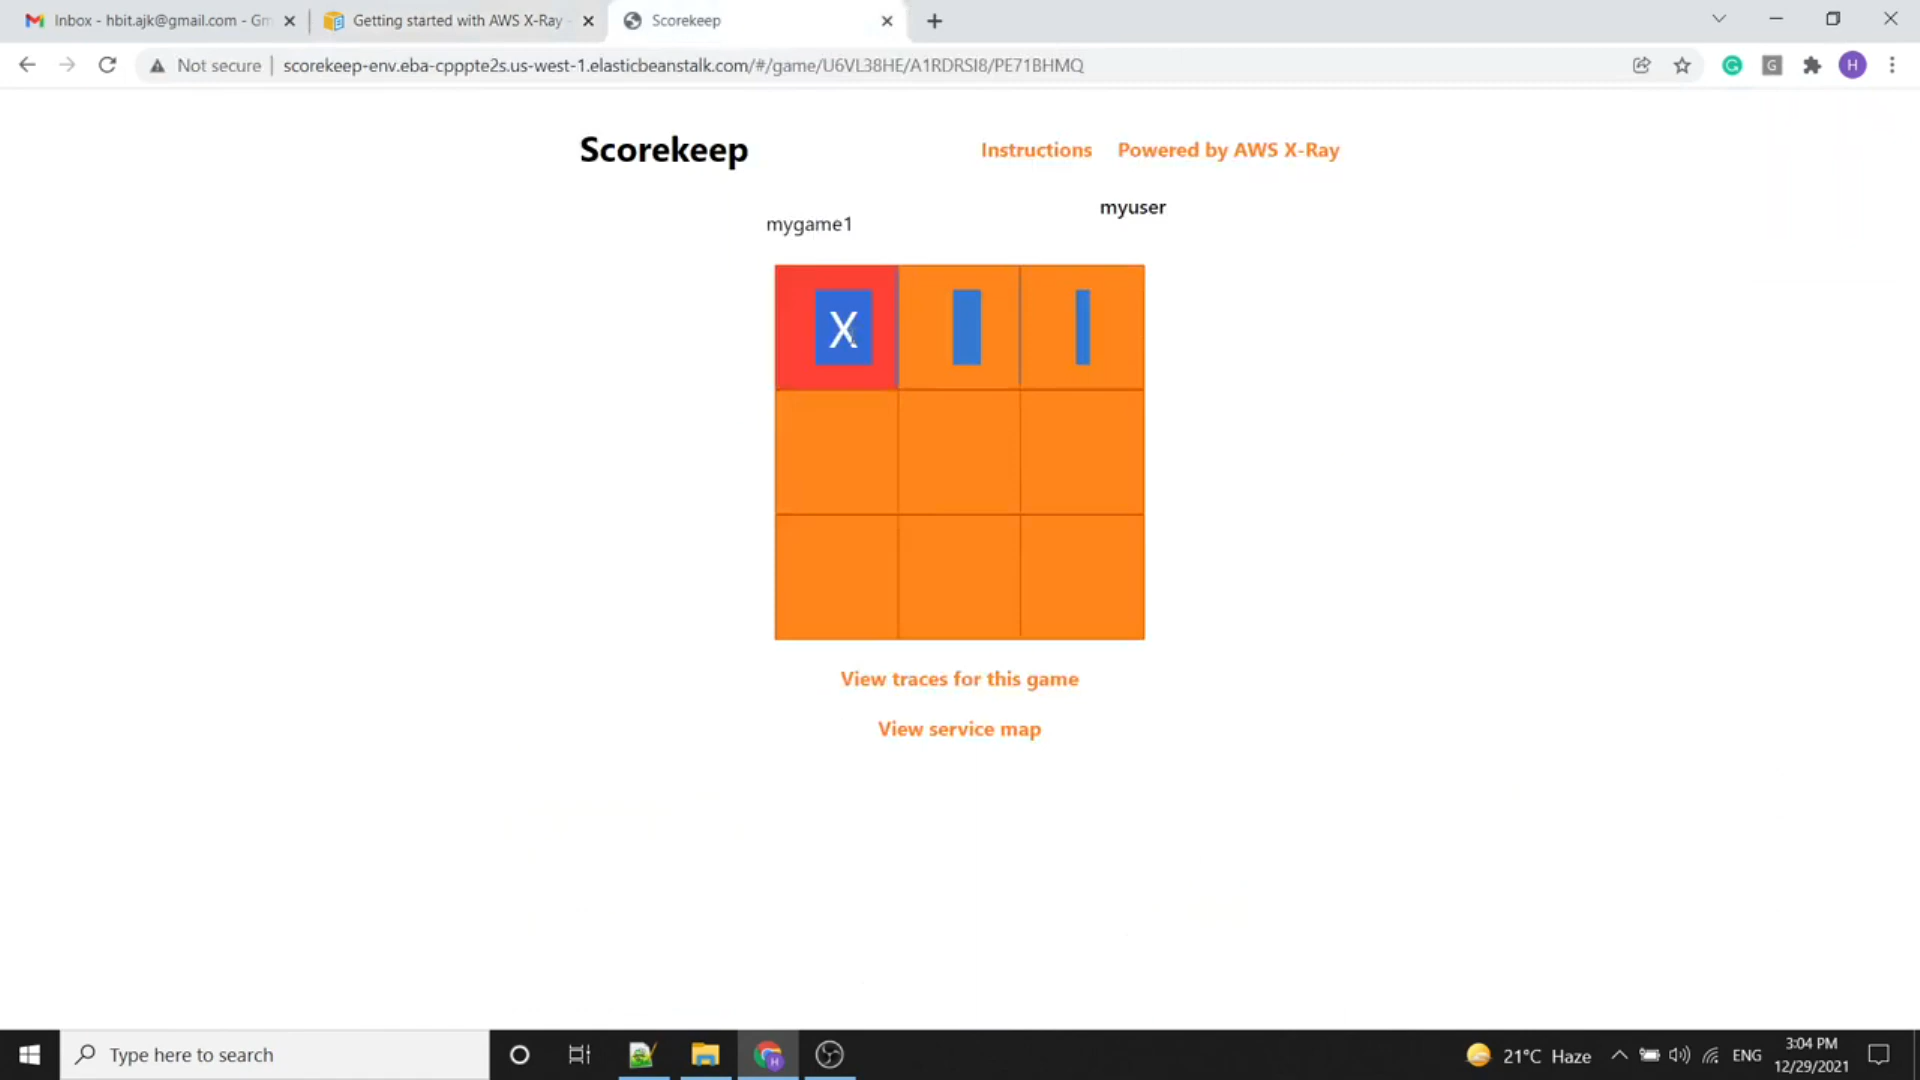 Inbox - hbit.ajk@gmail.com - Gm
Getting started with AWS X-Ray -
Scorekeep
Not secure
scorekeep-env.eba-cpppte2s.us-west-1.elasticbeanstalk.com/#/game/U6VL38HE/A1RDRSI8/PE71BHMQ
G
H
Scorekeep
Instructions
Powered by AWS X-Ray
myuser
mygame1
X
View traces for this game
View service map
Type here to search
H
21°C Haze
ENG
3:04 PM
12/29/2021